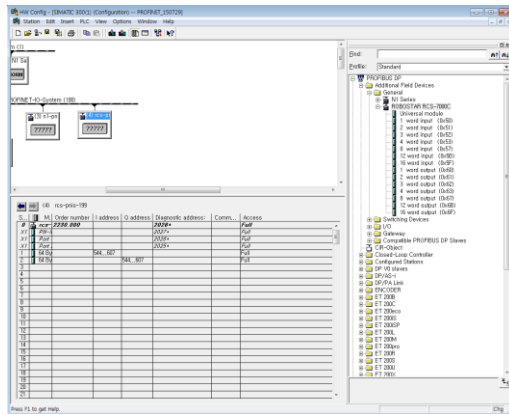 HW Config - [SIMATIC 300(1) (Configuration) -- PROFINET_150729]
Station Edit Insert PLC View Options Window Help
N1 Se
PROFINET-IO-System (100)
(3) n1-pn
?????
?????
Find:
Profile: Standard
PROFIBUS DP
Additional Field Devices
General
N1 Series
ROBOSTAR RCS-7000C
Universal module
1 word input (0x50)
2 word input (0x51)
3 word input (0x52)
4 word input (0x53)
8 word input (0x57)
12 word input (0x5B)
16 word input (0x5F)
1 word output (0x60)
2 word output (0x61)
3 word output (0x62)
4 word output (0x63)
8 word output (0x67)
12 word output (0x6B)
16 word output (0x6F)
Switching Devices
I/O
Gateway
Compatible PROFIBUS DP Slaves
CiR-Object
Closed-Loop Controller
Configured Stations
DP V0 slaves
DP/AS-i
DP/PA Link
ENCODER
ET 200B
ET 200C
ET 200eco
ET 200iS
ET 200iSP
ET 200L
ET 200M
ET 200pro
ET 200R
ET 200S
ET 200U
ET 200X
(4) rcs-pnio-199
S... M. Order number I address Q address Diagnostic address: Comm... Access
0 rcs- 2230.000 2028* Full
X1 PN-I 2027* Full
X1 Port 2026* Full
X1 Port 2025* Full
1 64 By 544...607 Full
2 64 By 544...607 Full
3
4
5
6
7
8
9
10
11
12
13
14
15
16
17
18
19
20
21
Press F1 to get Help.
Chg